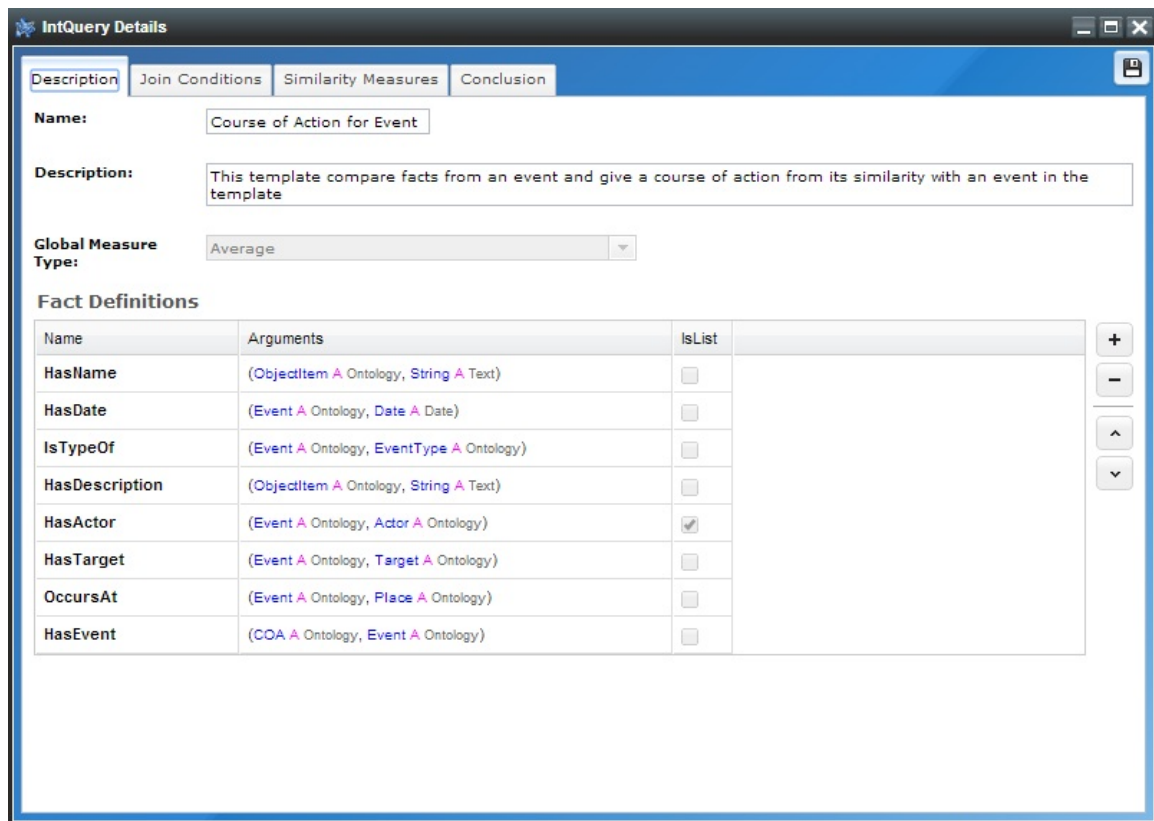 IntQuery Details
Description Join Conditions Similarity Measures Conclusion
Name: Course of Action for Event
Description: This template compare facts from an event and give a course of action from its similarity with an event in the
template
Global Measure
Type: Average
Fact Definitions
Name Arguments IsList
HasName (ObjectItem A Ontology, String A Text)
HasDate (Event A Ontology, Date A Date)
IsTypeOf (Event A Ontology, EventType A Ontology)
HasDescription (ObjectItem A Ontology, String A Text)
HasActor (Event A Ontology, Actor A Ontology)
HasTarget (Event A Ontology, Target A Ontology)
OccursAt (Event A Ontology, Place A Ontology)
HasEvent (COA A Ontology, Event A Ontology)